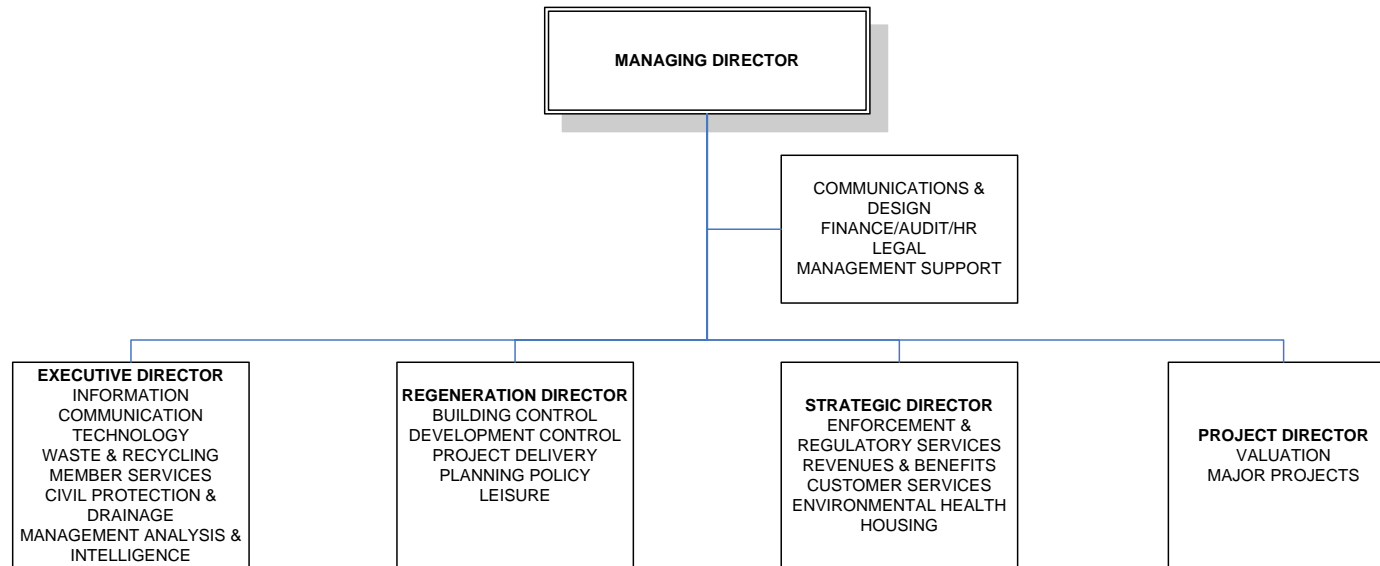 MANAGING DIRECTOR
COMMUNICATIONS &
DESIGN
FINANCE/AUDIT/HR
LEGAL
MANAGEMENT SUPPORT
EXECUTIVE DIRECTOR
INFORMATION
COMMUNICATION
TECHNOLOGY
WASTE & RECYCLING
MEMBER SERVICES
CIVIL PROTECTION &
DRAINAGE
MANAGEMENT ANALYSIS &
INTELLIGENCE
REGENERATION DIRECTOR
BUILDING CONTROL
DEVELOPMENT CONTROL
PROJECT DELIVERY
PLANNING POLICY
LEISURE
STRATEGIC DIRECTOR
ENFORCEMENT &
REGULATORY SERVICES
REVENUES & BENEFITS
CUSTOMER SERVICES
ENVIRONMENTAL HEALTH
HOUSING
PROJECT DIRECTOR
VALUATION
MAJOR PROJECTS